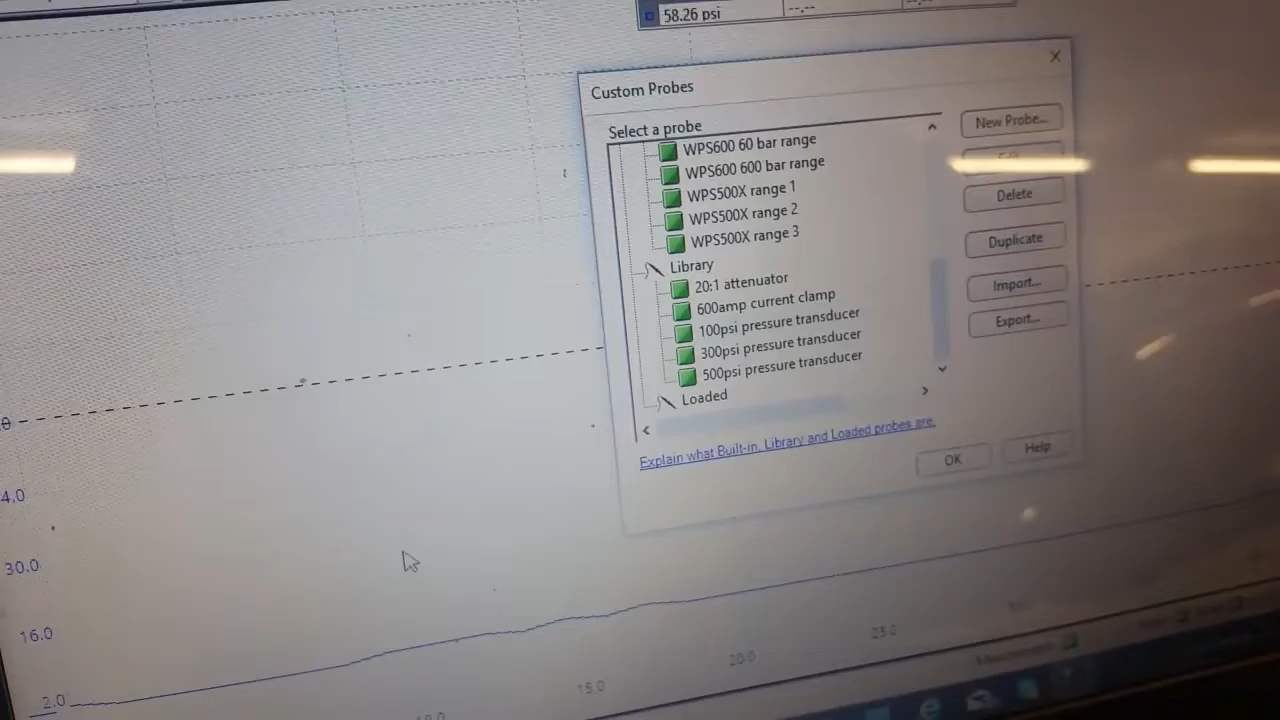 58.26 psi
--.--
--.--
Custom Probes
Select a probe
New Probe...
WPS600 60 bar range
WPS600 600 bar range
WPS500X range 1
Delete
WPS500X range 2
WPS500X range 3
Duplicate
Library
20:1 attenuator
Import...
600amp current clamp
100psi pressure transducer
Export...
300psi pressure transducer
500psi pressure transducer
Loaded
Explain what Built-in, Library and Loaded probes are.
OK
Help
4.0
30.0
16.0
2.0
15.0
20.0
25.0